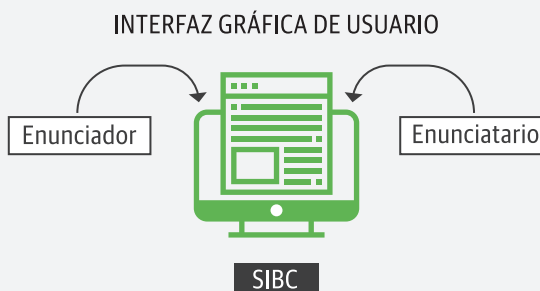 INTERFAZ GRÁFICA DE USUARIO
Enunciador
Enunciatario
SIBC